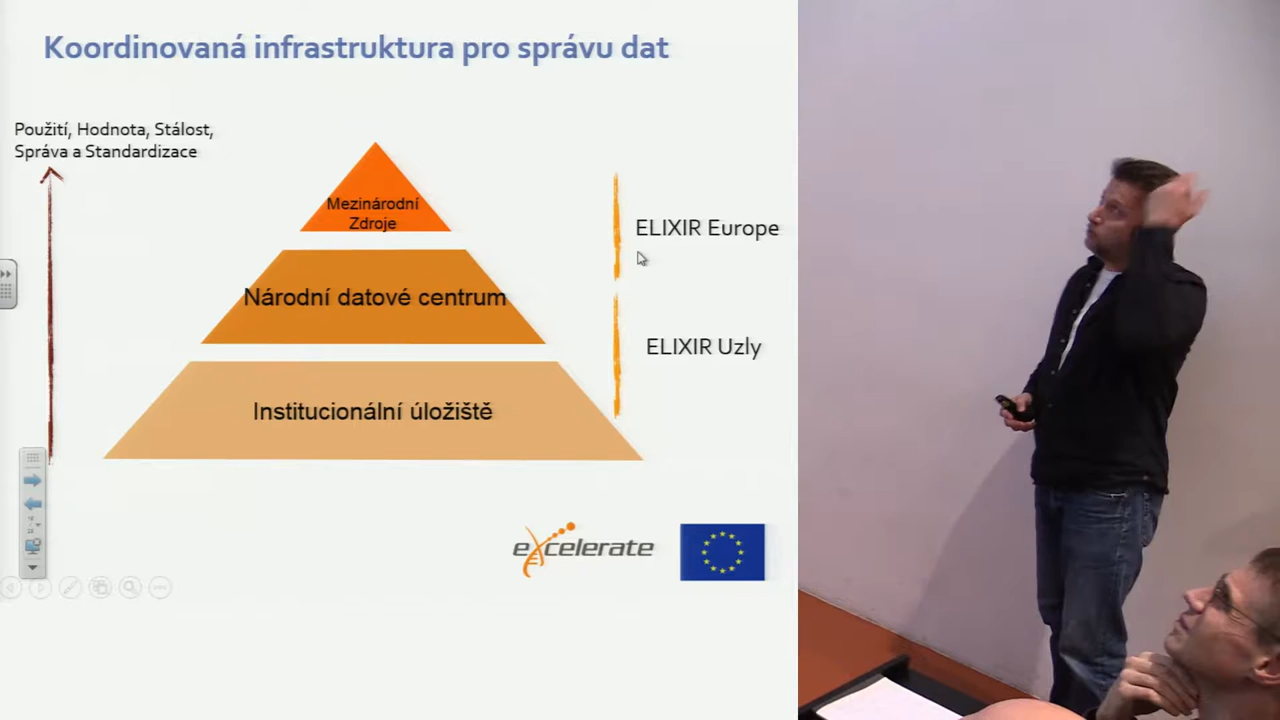 Koordinovaná infrastruktura pro správu dat
Použití, Hodnota, Stálost,
Správa a Standardizace
Mezinárodní
Zdroje
Národní datové centrum
Institucionální úložiště
ELIXIR Europe
ELIXIR Uzly
excelerate